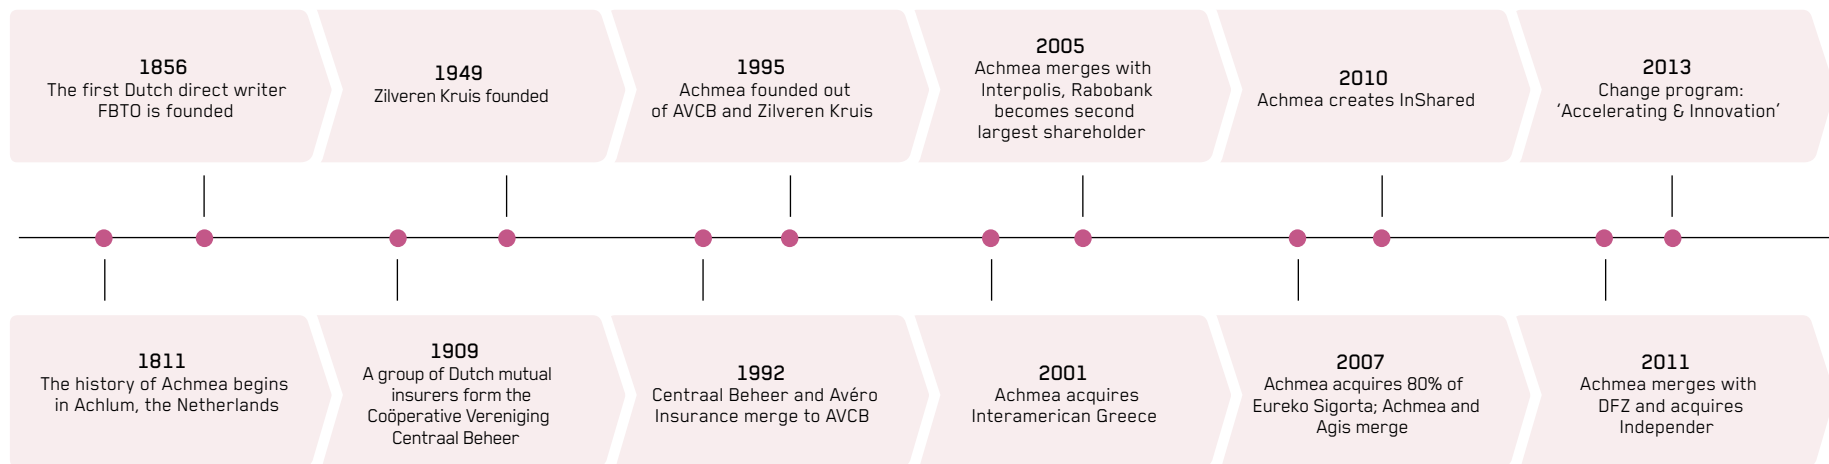 1856
The first Dutch direct writer
FBTO is founded
1949
Zilveren Kruis founded
1995
Achmea founded out
of AVCB and Zilveren Kruis
2005
Achmea merges with
Interpolis, Rabobank
becomes second
largest shareholder
2010
Achmea creates InShared
2013
Change program:
‘Accelerating & Innovation’
1811
The history of Achmea begins
in Achlum, the Netherlands
1909
A group of Dutch mutual
insurers form the
Coöperative Vereniging
Centraal Beheer
1992
Centraal Beheer and Avéro
Insurance merge to AVCB
2001
Achmea acquires
Interamerican Greece
2007
Achmea acquires 80% of
Eureko Sigorta; Achmea and
Agis merge
2011
Achmea merges with
DFZ and acquires
Independer